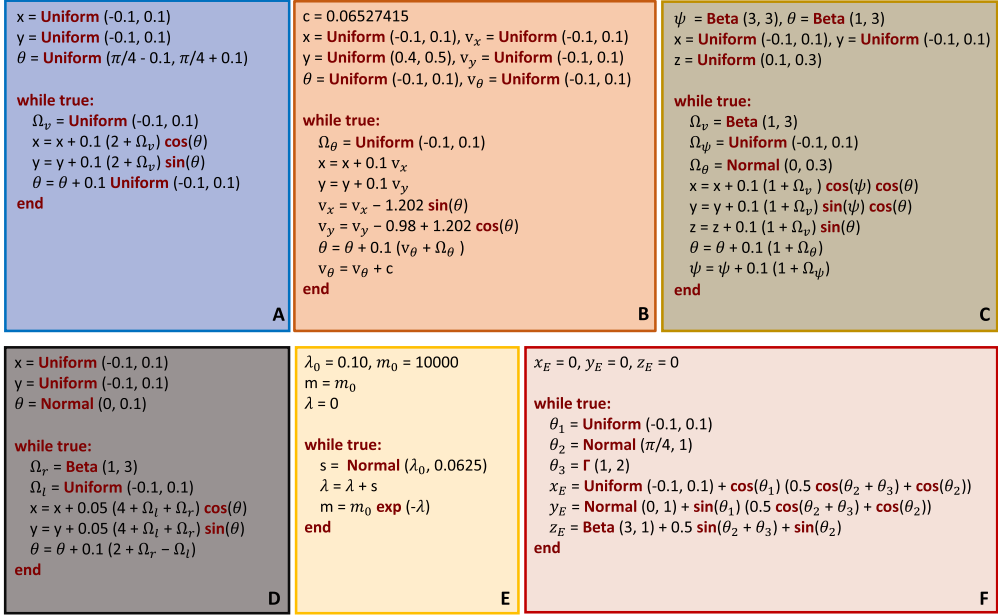 x = Uniform (-0.1, 0.1)
y = Uniform (-0.1, 0.1)
θ = Uniform (π/4 - 0.1, π/4 + 0.1)
while true:
Ω_v = Uniform (-0.1, 0.1)
x = x + 0.1 (2 + Ω_v) cos(θ)
y = y + 0.1 (2 + Ω_v) sin(θ)
θ = θ + 0.1 Uniform (-0.1, 0.1)
end
A
c = 0.06527415
x = Uniform (-0.1, 0.1), v_x = Uniform (-0.1, 0.1)
y = Uniform (0.4, 0.5), v_y = Uniform (-0.1, 0.1)
θ = Uniform (-0.1, 0.1), v_θ = Uniform (-0.1, 0.1)
while true:
Ω_θ = Uniform (-0.1, 0.1)
x = x + 0.1 v_x
y = y + 0.1 v_y
v_x = v_x − 1.202 sin(θ)
v_y = v_y − 0.98 + 1.202 cos(θ)
θ = θ + 0.1 (v_θ + Ω_θ )
v_θ = v_θ + c
end
B
ψ = Beta (3, 3), θ = Beta (1, 3)
x = Uniform (-0.1, 0.1), y = Uniform (-0.1, 0.1)
z = Uniform (0.1, 0.3)
while true:
Ω_v = Beta (1, 3)
Ω_ψ = Uniform (-0.1, 0.1)
Ω_θ = Normal (0, 0.3)
x = x + 0.1 (1 + Ω_v ) cos(ψ) cos(θ)
y = y + 0.1 (1 + Ω_v) sin(ψ) cos(θ)
z = z + 0.1 (1 + Ω_v) sin(θ)
θ = θ + 0.1 (1 + Ω_θ)
ψ = ψ + 0.1 (1 + Ω_ψ)
end
C
x = Uniform (-0.1, 0.1)
y = Uniform (-0.1, 0.1)
θ = Normal (0, 0.1)
while true:
Ω_r = Beta (1, 3)
Ω_l = Uniform (-0.1, 0.1)
x = x + 0.05 (4 + Ω_l + Ω_r) cos(θ)
y = y + 0.05 (4 + Ω_l + Ω_r) sin(θ)
θ = θ + 0.1 (2 + Ω_r − Ω_l)
end
D
λ_0 = 0.10, m_0 = 10000
m = m_0
λ = 0
while true:
s = Normal (λ_0, 0.0625)
λ = λ + s
m = m_0 exp (-λ)
end
E
x_E = 0, y_E = 0, z_E = 0
while true:
θ_1 = Uniform (-0.1, 0.1)
θ_2 = Normal (π/4, 1)
θ_3 = Γ (1, 2)
x_E = Uniform (-0.1, 0.1) + cos(θ_1) (0.5 cos(θ_2 + θ_3) + cos(θ_2))
y_E = Normal (0, 1) + sin(θ_1) (0.5 cos(θ_2 + θ_3) + cos(θ_2))
z_E = Beta (3, 1) + 0.5 sin(θ_2 + θ_3) + sin(θ_2)
end
F